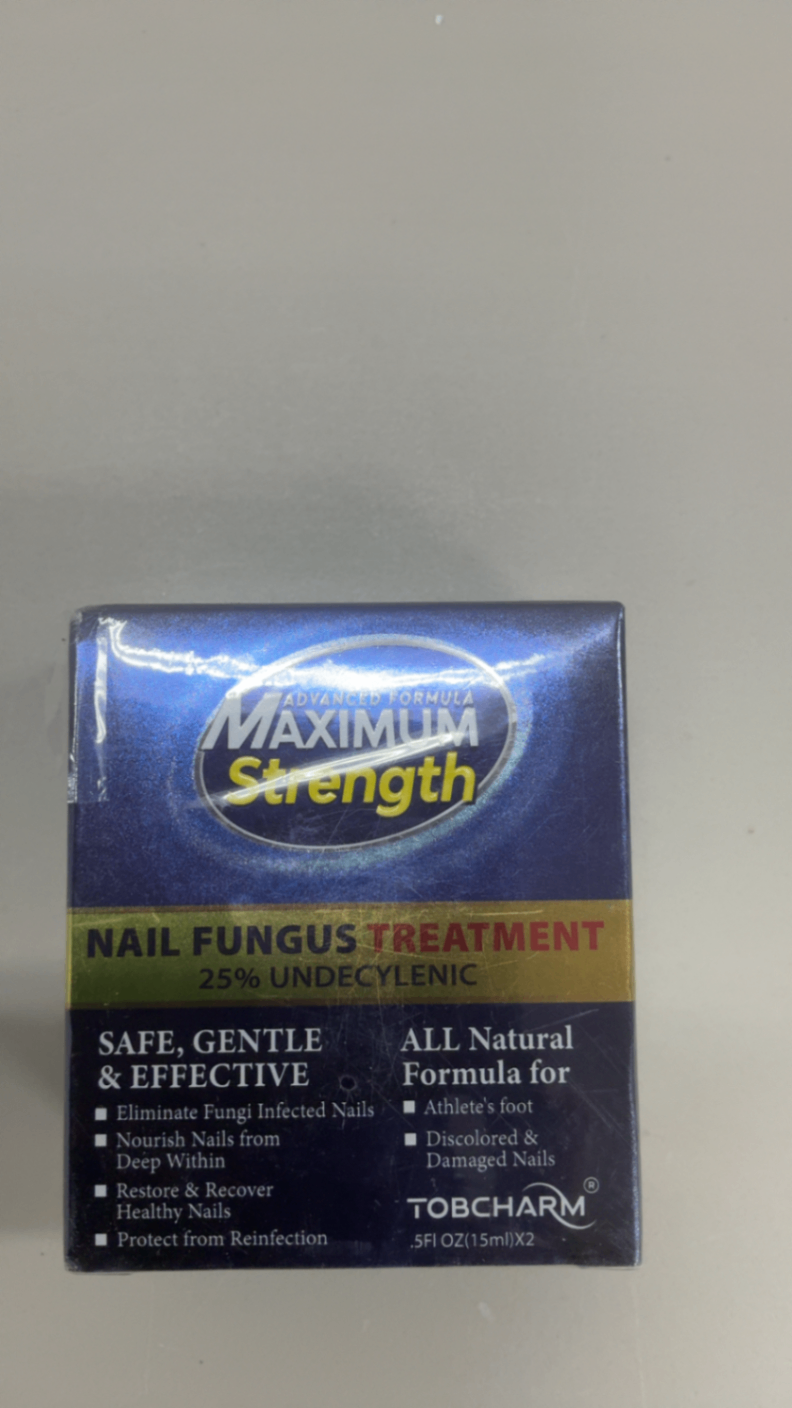 ADVANCED FORMULA
MAXIMUM
Strength
NAIL FUNGUS TREATMENT
25% UNDECYLENIC
SAFE, GENTLE
& EFFECTIVE
■ Eliminate Fungi Infected Nails
■ Nourish Nails from
Deep Within
■ Restore & Recover
Healthy Nails
■ Protect from Reinfection
ALL Natural
Formula for
■ Athlete's foot
■ Discolored &
Damaged Nails
TOBCHARM®
.5Fl OZ(15ml)X2